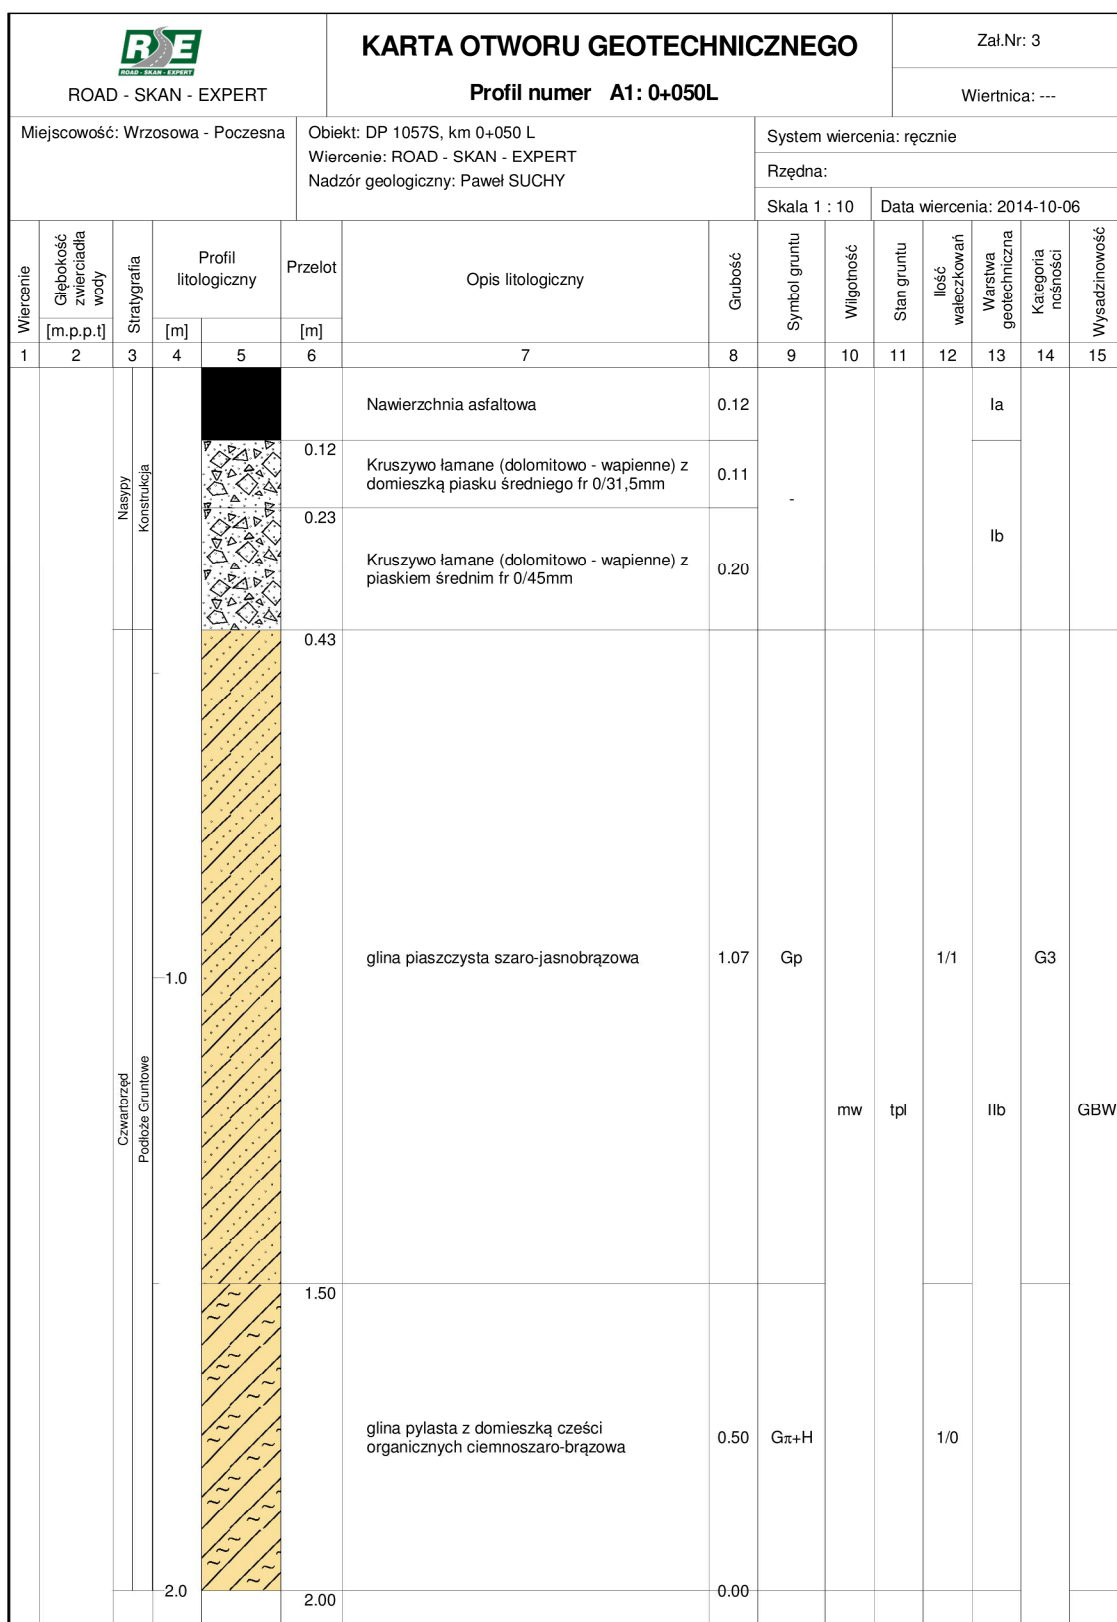 RSE
ROAD - SKAN - EXPERT
ROAD - SKAN - EXPERT
KARTA OTWORU GEOTECHNICZNEGO
Profil numer A1: 0+050L
Zał.Nr: 3
Wiertnica: ---
Miejscowość: Wrzosowa - Poczesna
Obiekt: DP 1057S, km 0+050 L
Wiercenie: ROAD - SKAN - EXPERT
Nadzór geologiczny: Paweł SUCHY
System wiercenia: ręcznie
Rzędna:
Skala 1 : 10
Data wiercenia: 2014-10-06
Wiercenie
Głębokość
zwierciadła
wody
[m.p.p.t]
Stratygrafia
Profil
litologiczny
[m]
Przelot
[m]
Opis litologiczny
Grubość
Symbol gruntu
Wilgotność
Stan gruntu
Ilość
wałeczkowań
Warstwa
geotechniczna
Kategoria
nośności
Wysadzinowość
1 2 3 4 5 6 7 8 9 10 11 12 13 14 15
Nawierzchnia asfaltowa
0.12
Ia
0.12
Kruszywo łamane (dolomitowo - wapienne) z
domieszką piasku średniego fr 0/31,5mm
0.11
-
Nasypy
Konstrukcja
0.23
Ib
Kruszywo łamane (dolomitowo - wapienne) z
piaskiem średnim fr 0/45mm
0.20
0.43
glina piaszczysta szaro-jasnobrązowa
1.07
Gp
1/1
G3
1.0
Czwartorzęd
Podłoże Gruntowe
mw
tpl
IIb
GBW
1.50
glina pylasta z domieszką cześci
organicznych ciemnoszaro-brązowa
0.50
Gπ+H
1/0
2.0
0.00
2.00